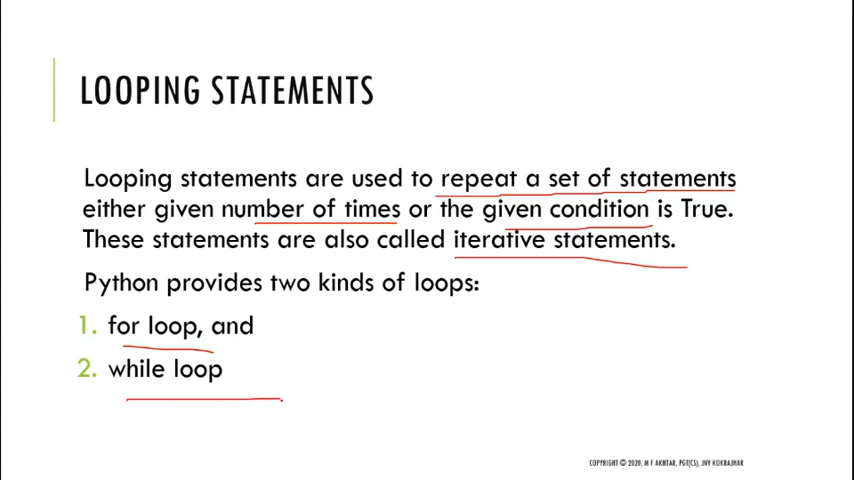 LOOPING STATEMENTS
Looping statements are used to repeat a set of statements
either given number of times or the given condition is True.
These statements are also called iterative statements.
Python provides two kinds of loops:
1. for loop, and
2. while loop
COPYRIGHT © 2020, M F AKHTAR, PGT(CS), JNV KOKRAJHAR